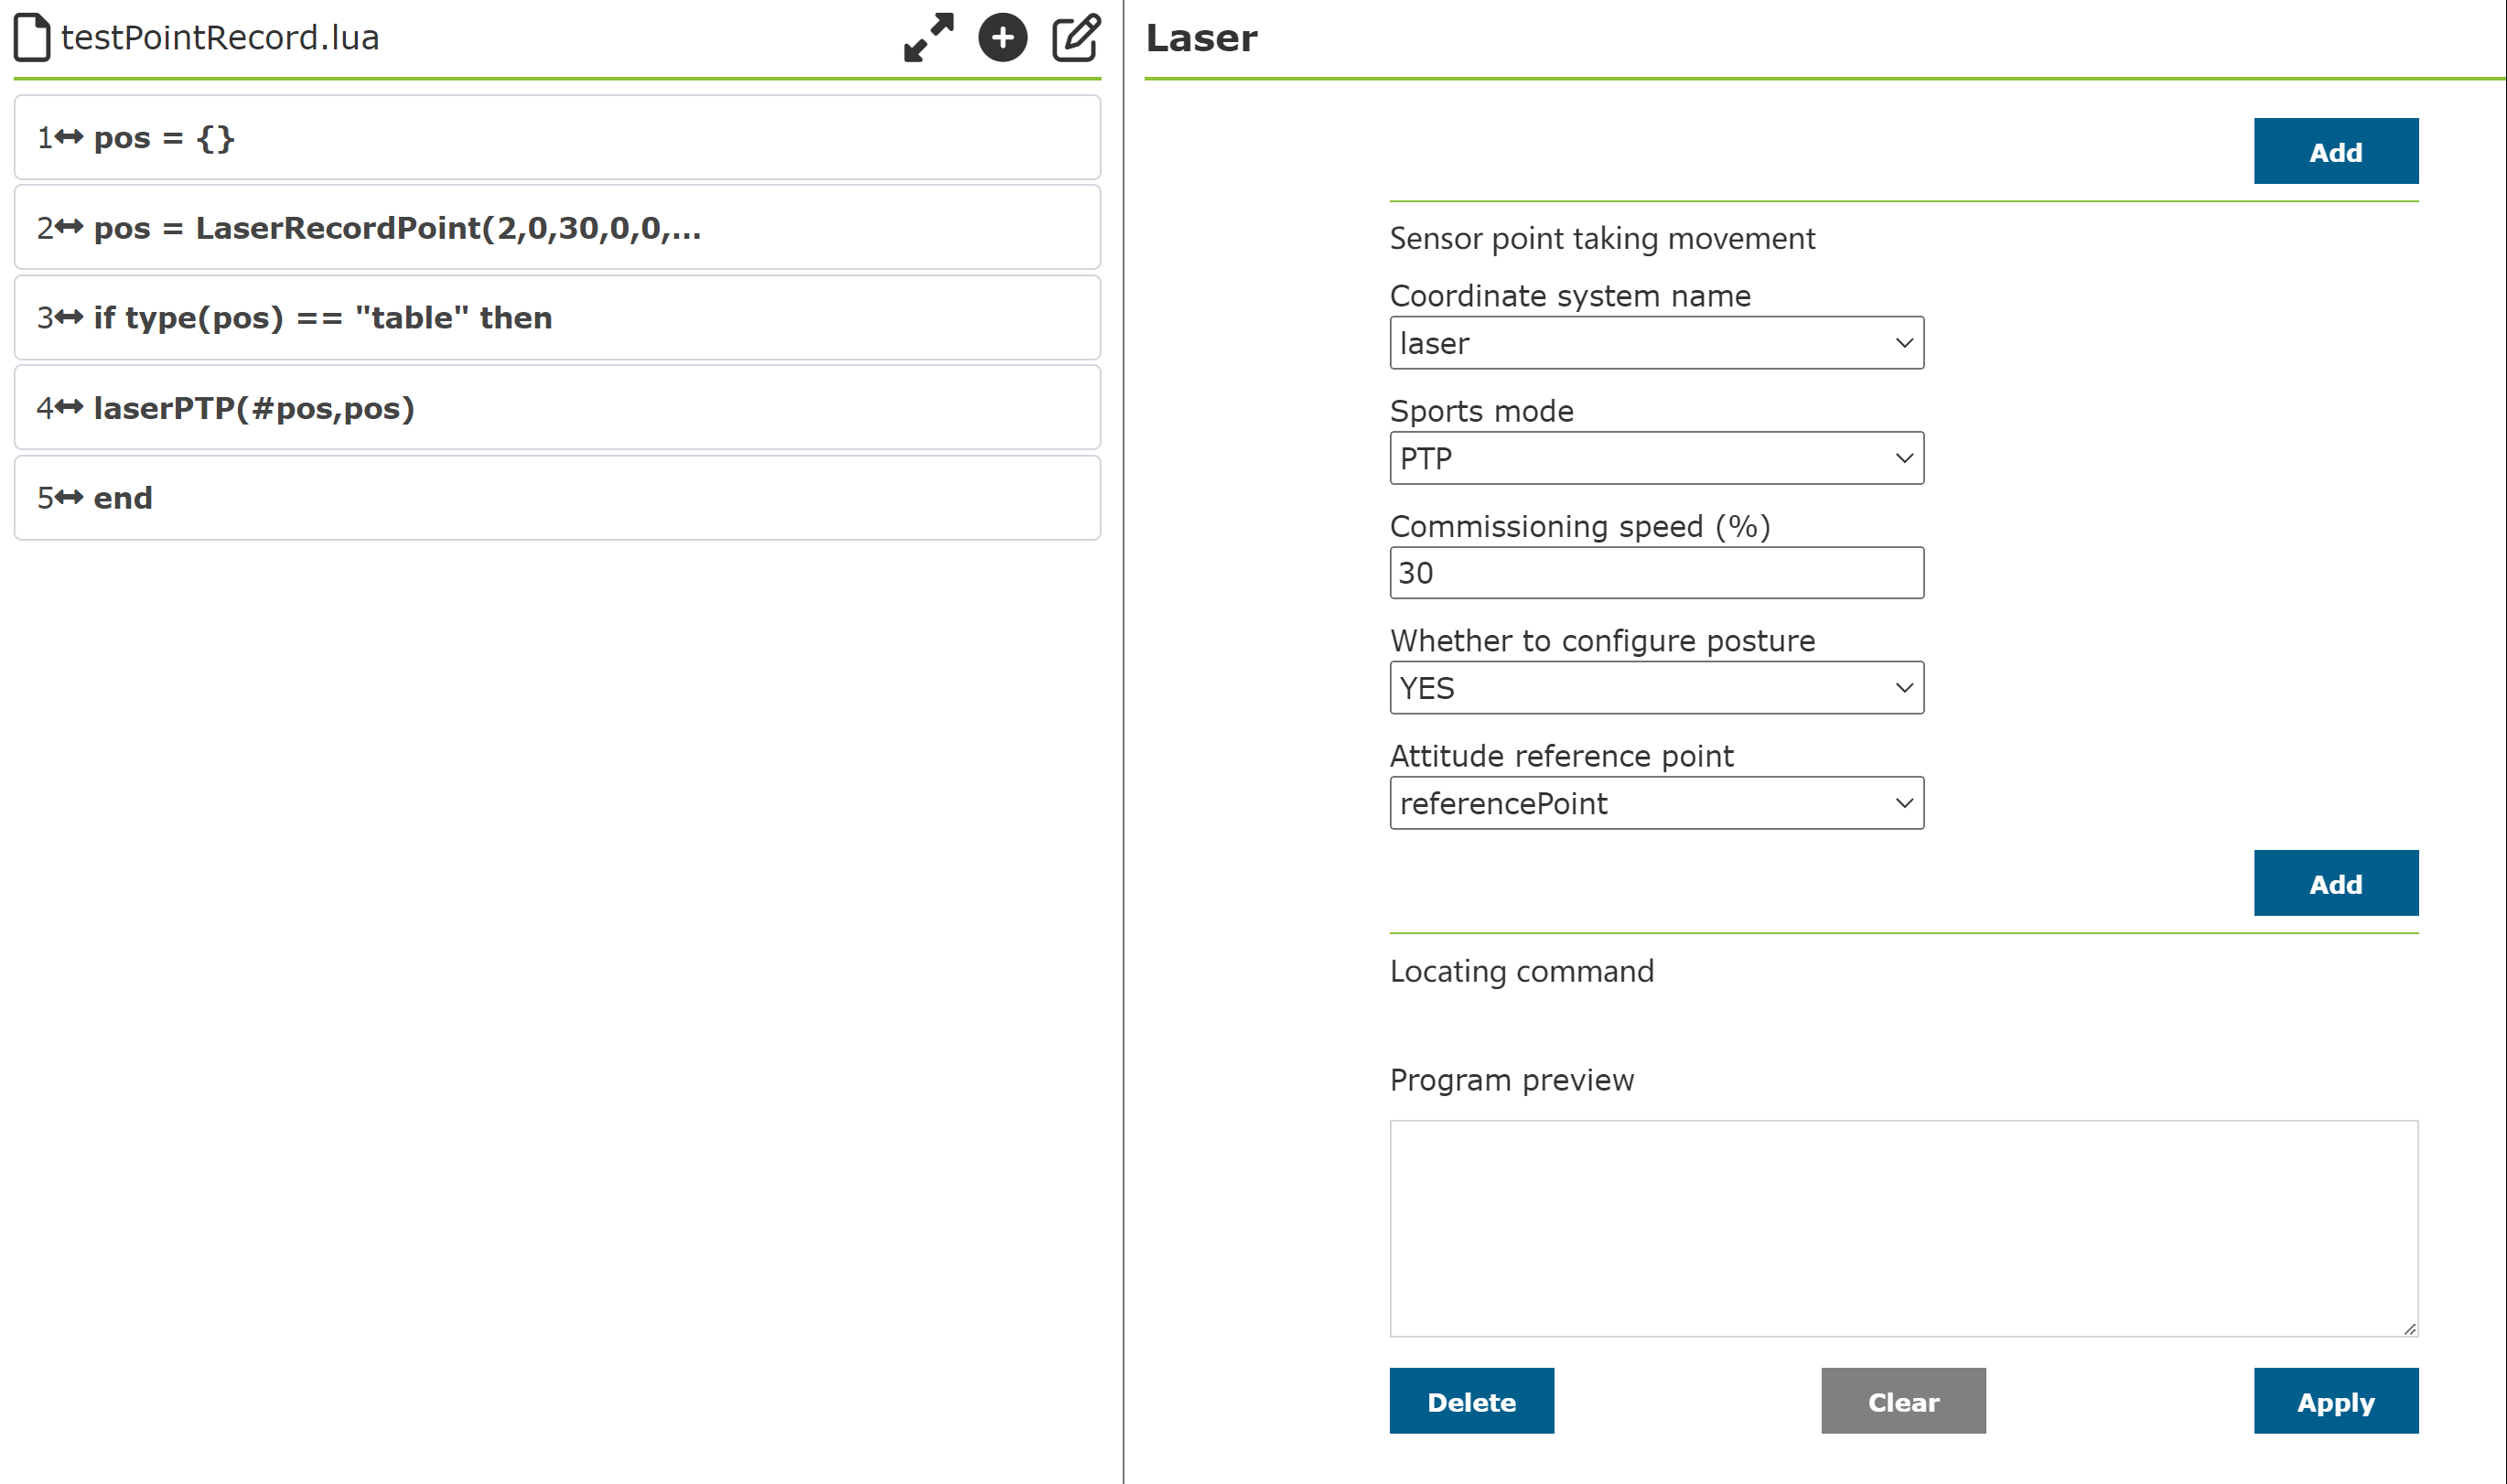 testPointRecord.lua
1 pos = {}
2 pos = LaserRecordPoint(2,0,30,0,0,...
3 if type(pos) == "table" then
4 laserPTP(#pos,pos)
5 end
Laser
Add
Sensor point taking movement
Coordinate system name
laser
Sports mode
PTP
Commissioning speed (%)
30
Whether to configure posture
YES
Attitude reference point
referencePoint
Add
Locating command
Program preview
Delete
Clear
Apply